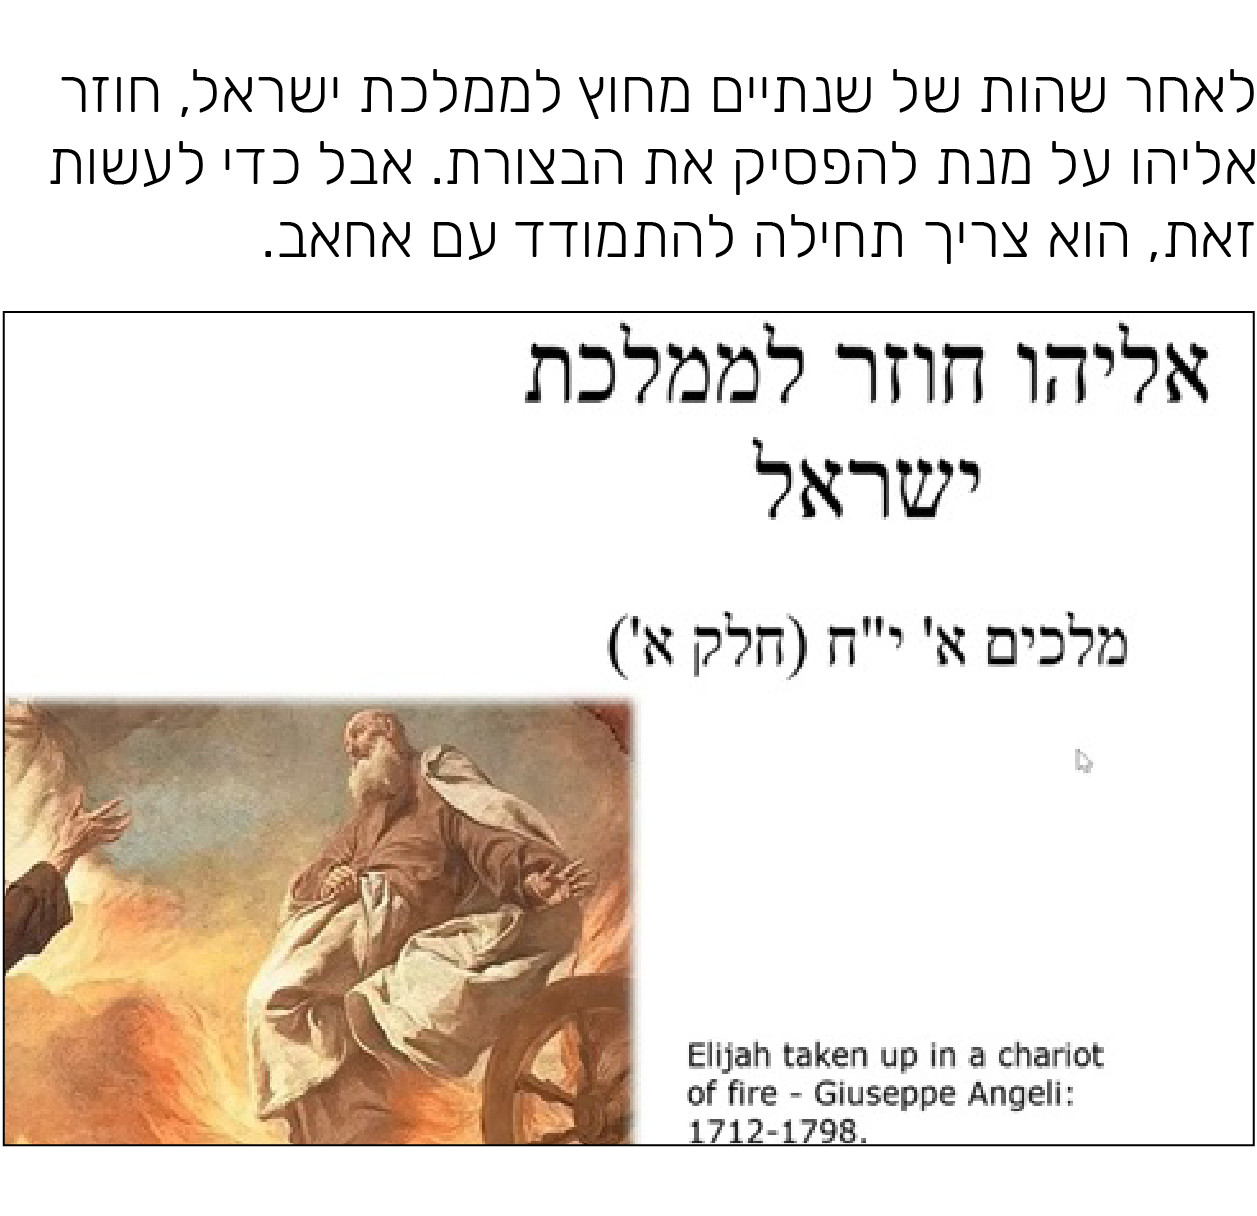 לאחר שהות של שנתיים מחוץ לממלכת ישראל, חוזר
אליהו על מנת להפסיק את הבצורת. אבל כדי לעשות
זאת, הוא צריך תחילה להתמודד עם אחאב.
אליהו חוזר לממלכת
ישראל
מלכים א' י"ח (חלק א')
Elijah taken up in a chariot
of fire - Giuseppe Angeli:
1712-1798.